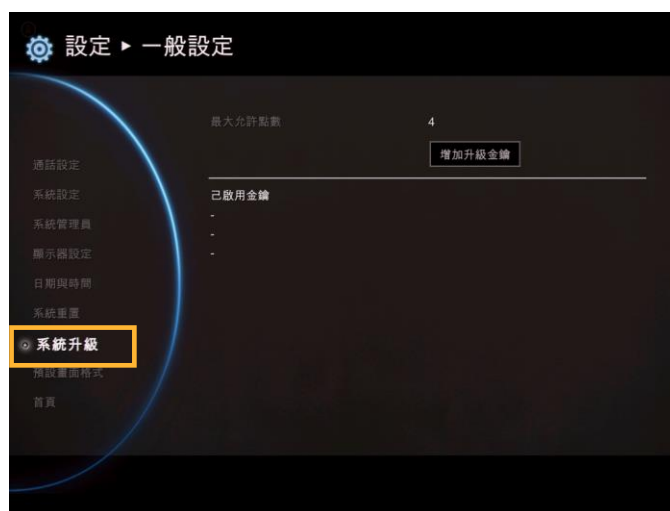 設定 ▸ 一般設定
最大允許點數 4
增加升級金鑰
己啟用金鑰
-
-
-
通話設定
系統設定
系統管理員
顯示器設定
日期與時間
系統重置
系統升級
預設畫面格式
首頁